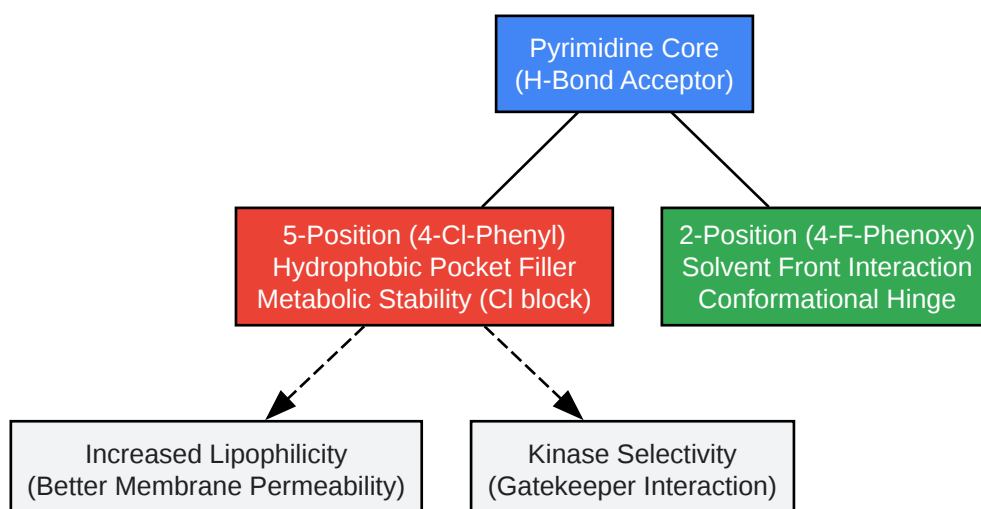 Pyrimidine Core
(H-Bond Acceptor)
5-Position (4-Cl-Phenyl)
Hydrophobic Pocket Filler
Metabolic Stability (Cl block)
2-Position (4-F-Phenoxy)
Solvent Front Interaction
Conformational Hinge
Increased Lipophilicity
(Better Membrane Permeability)
Kinase Selectivity
(Gatekeeper Interaction)